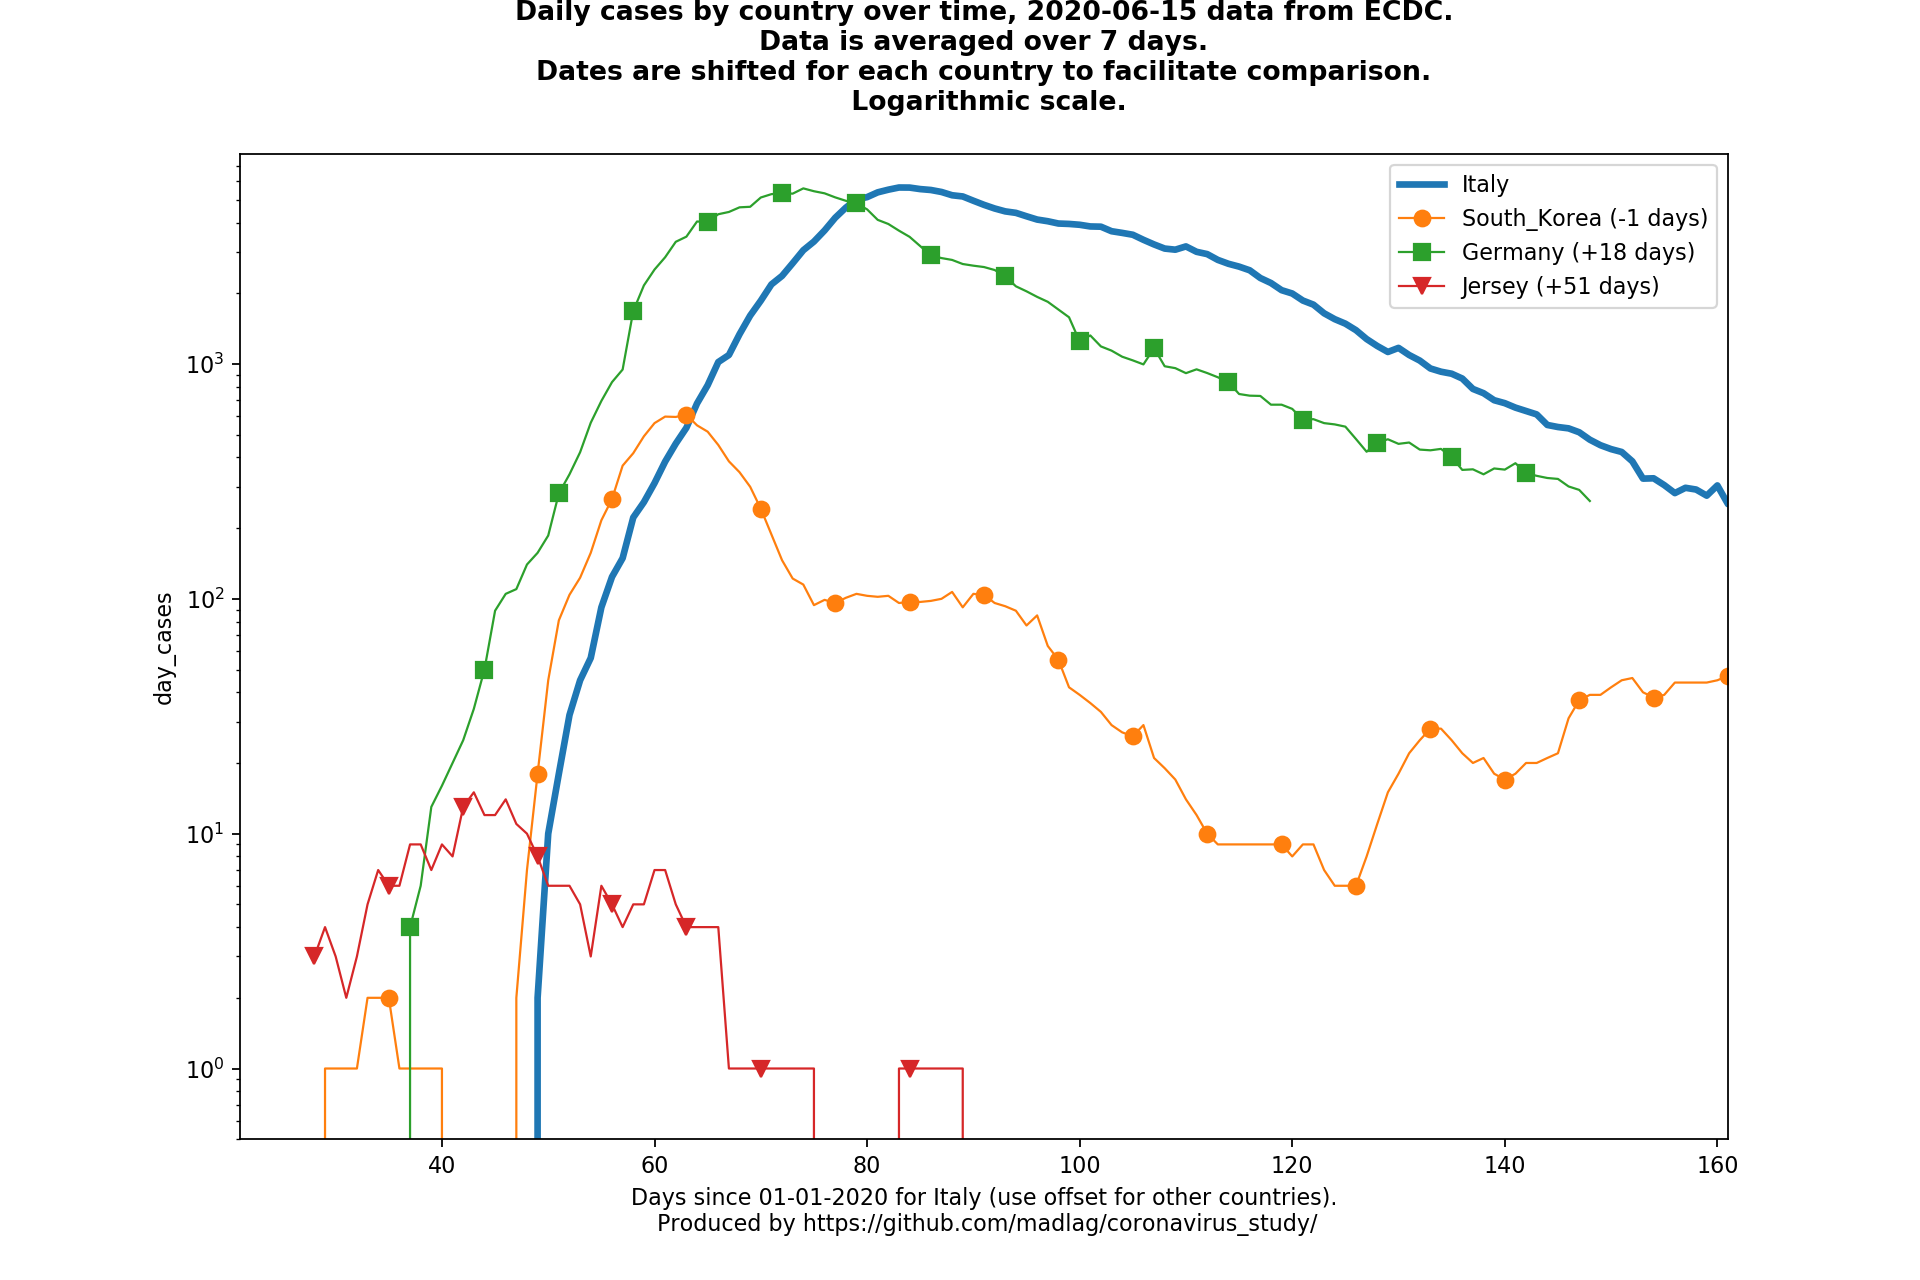 Daily cases by country over time, 2020-06-15 data from ECDC.
Data is averaged over 7 days.
Dates are shifted for each country to facilitate comparison.
Logarithmic scale.
Italy
South_Korea (-1 days)
Germany (+18 days)
Jersey (+51 days)
day_cases
10³
10²
10¹
10⁰
40 60 80 100 120 140 160
Days since 01-01-2020 for Italy (use offset for other countries).
Produced by https://github.com/madlag/coronavirus_study/